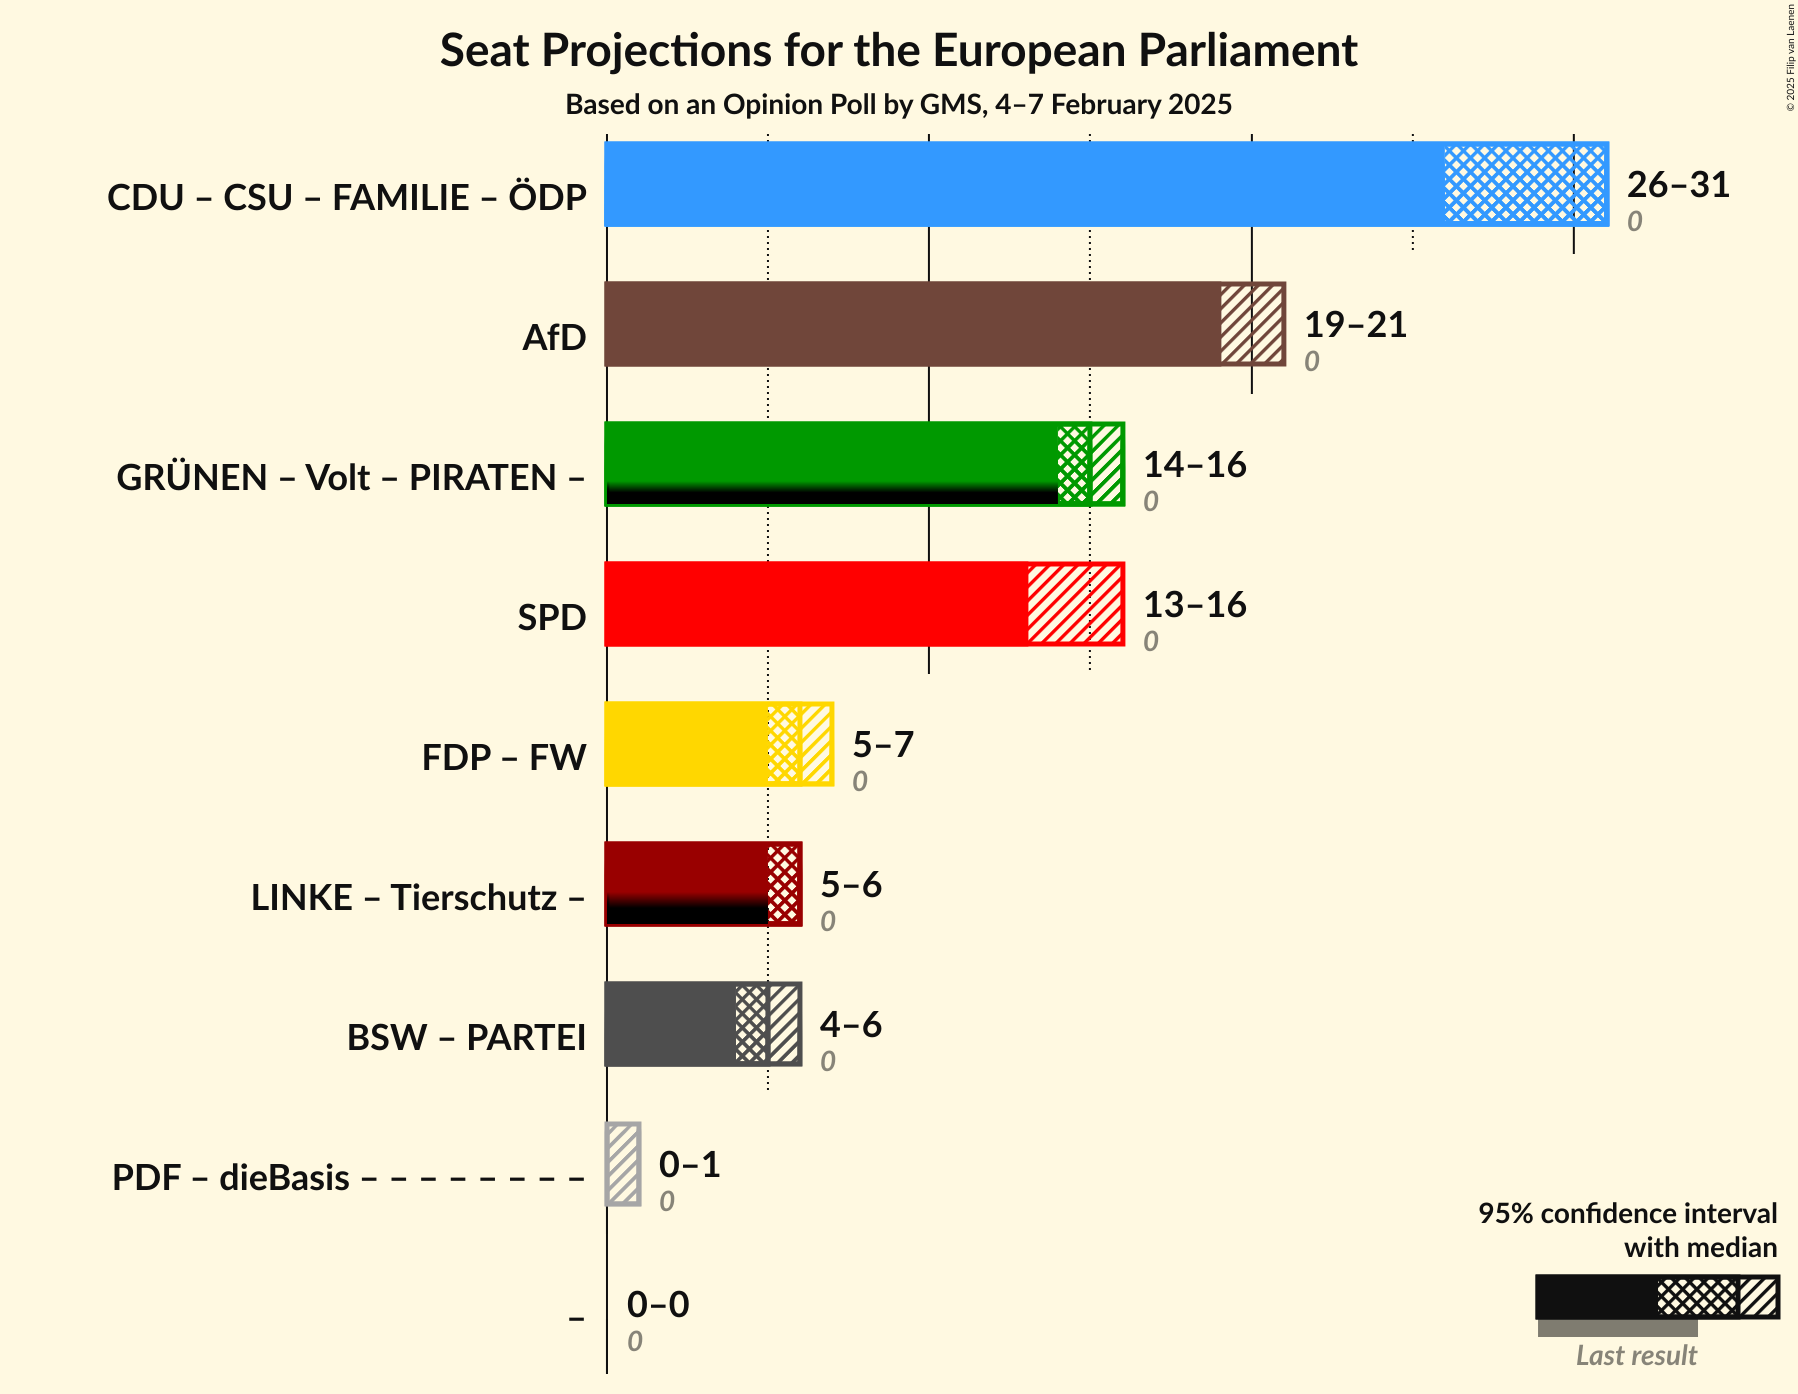 Seat Projections for the European Parliament
Based on an Opinion Poll by GMS, 4–7 February 2025
© 2025 Filip van Laenen
CDU – CSU – FAMILIE – ÖDP
26–31
0
AfD
19–21
0
GRÜNEN – Volt – PIRATEN –
14–16
0
SPD
13–16
0
FDP – FW
5–7
0
LINKE – Tierschutz –
5–6
0
BSW – PARTEI
4–6
0
PDF – dieBasis – – – – – – – –
0–1
0
–
0–0
0
95% confidence interval
with median
Last result